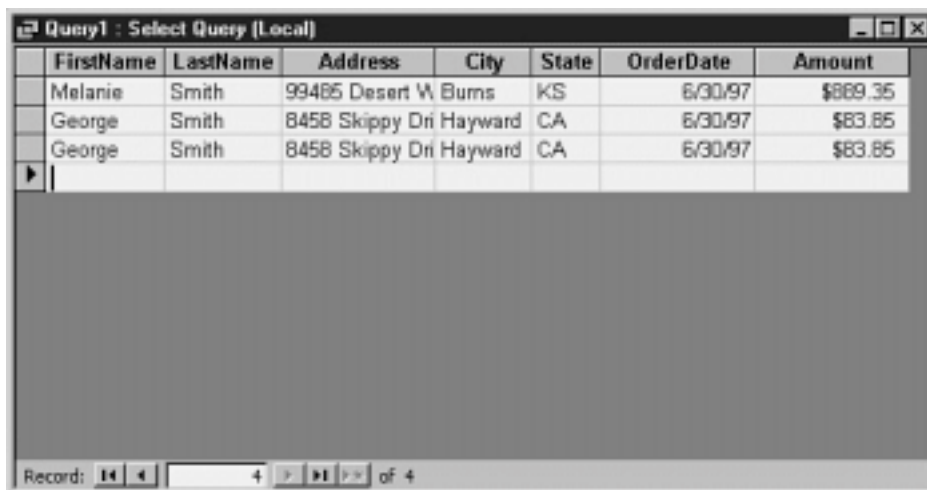 Query1 : Select Query (Local)
FirstName LastName Address City State OrderDate Amount
Melanie Smith 99485 Desert W Burns KS 6/30/97 $889.35
George Smith 8458 Skippy Dri Hayward CA 6/30/97 $83.85
George Smith 8458 Skippy Dri Hayward CA 6/30/97 $83.85
Record: 4 of 4